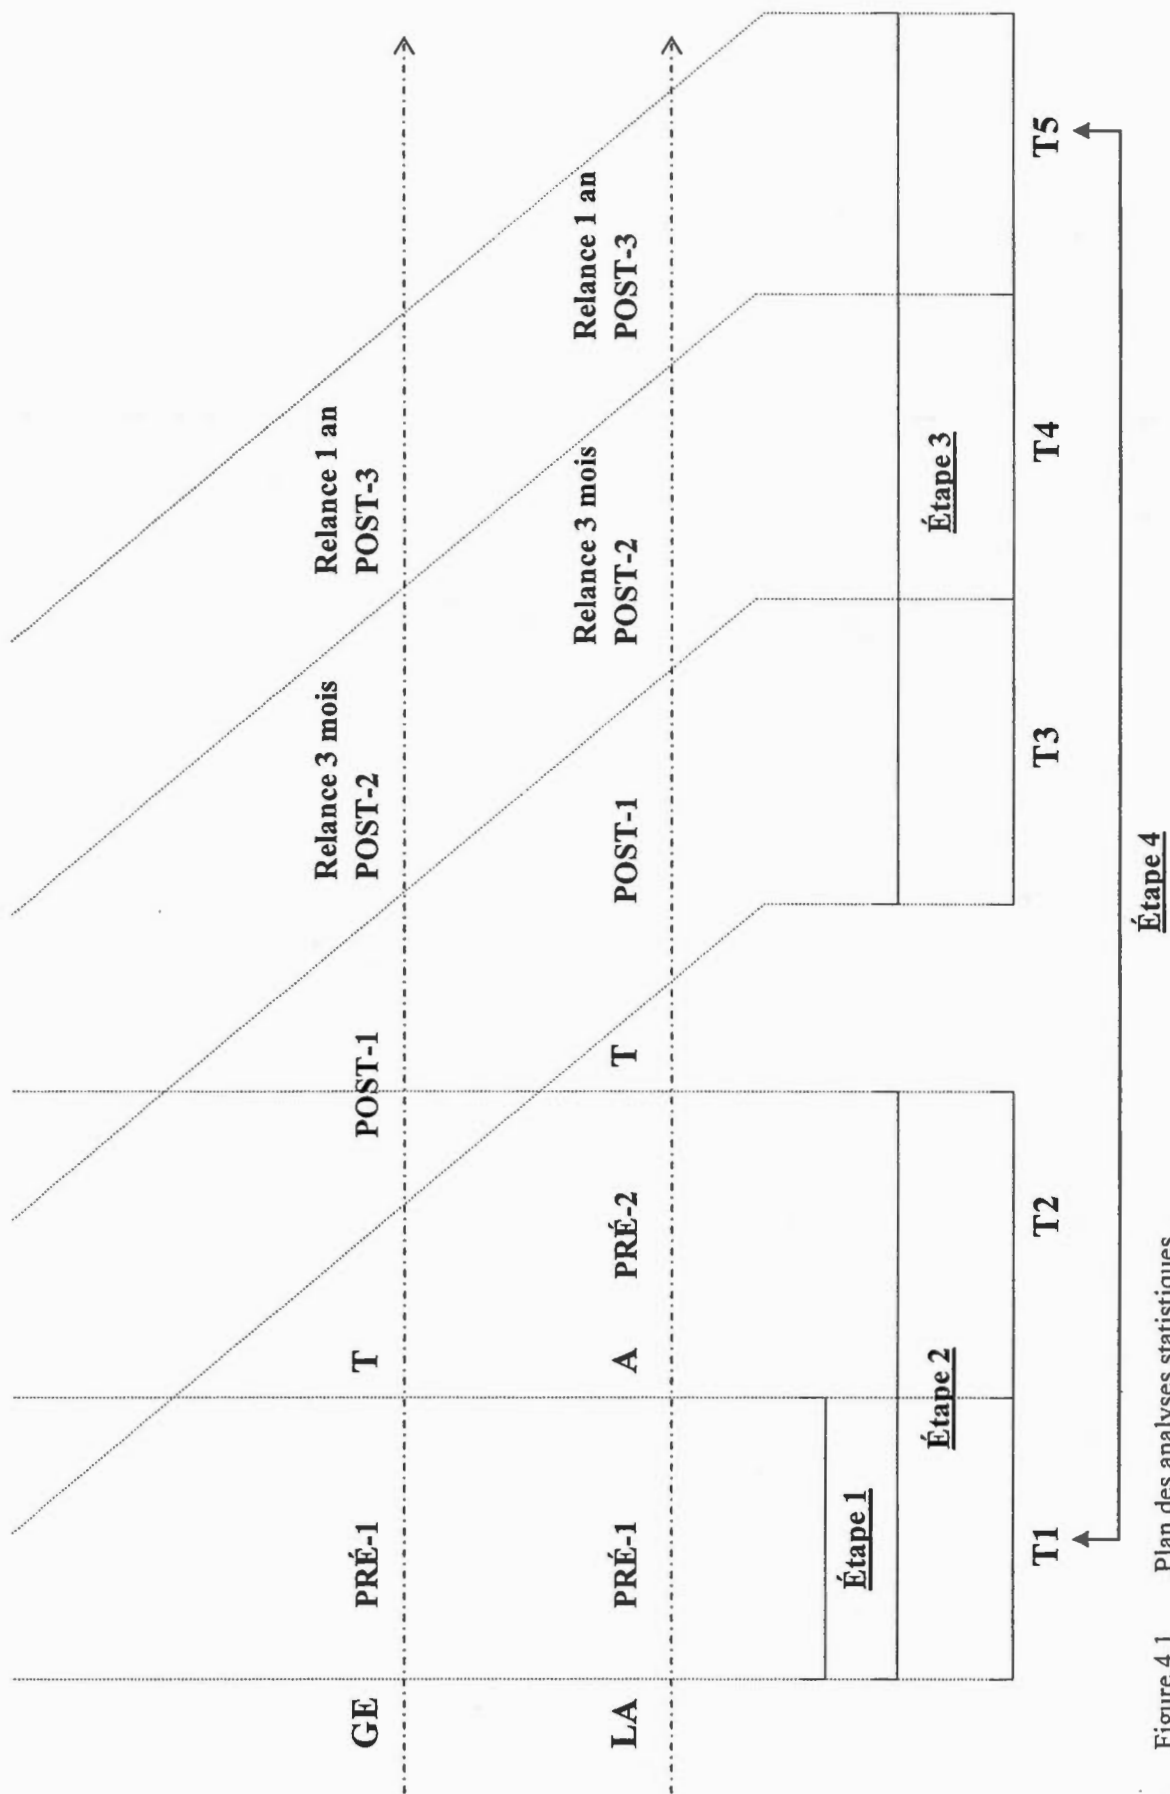 GE
PRÉ-1
T
POST-1
Relance 3 mois
POST-2
Relance 1 an
POST-3
LA
PRÉ-1
A
PRÉ-2
T
POST-1
Relance 3 mois
POST-2
Relance 1 an
POST-3
Étape 1
Étape 2
Étape 3
T1
T2
T3
T4
T5
Étape 4
Figure 4.1 Plan des analyses statistiques